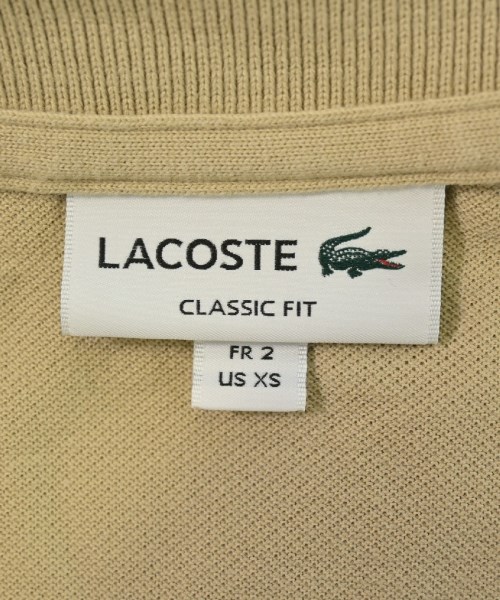 LACOSTE
CLASSIC FIT
FR 2
US XS